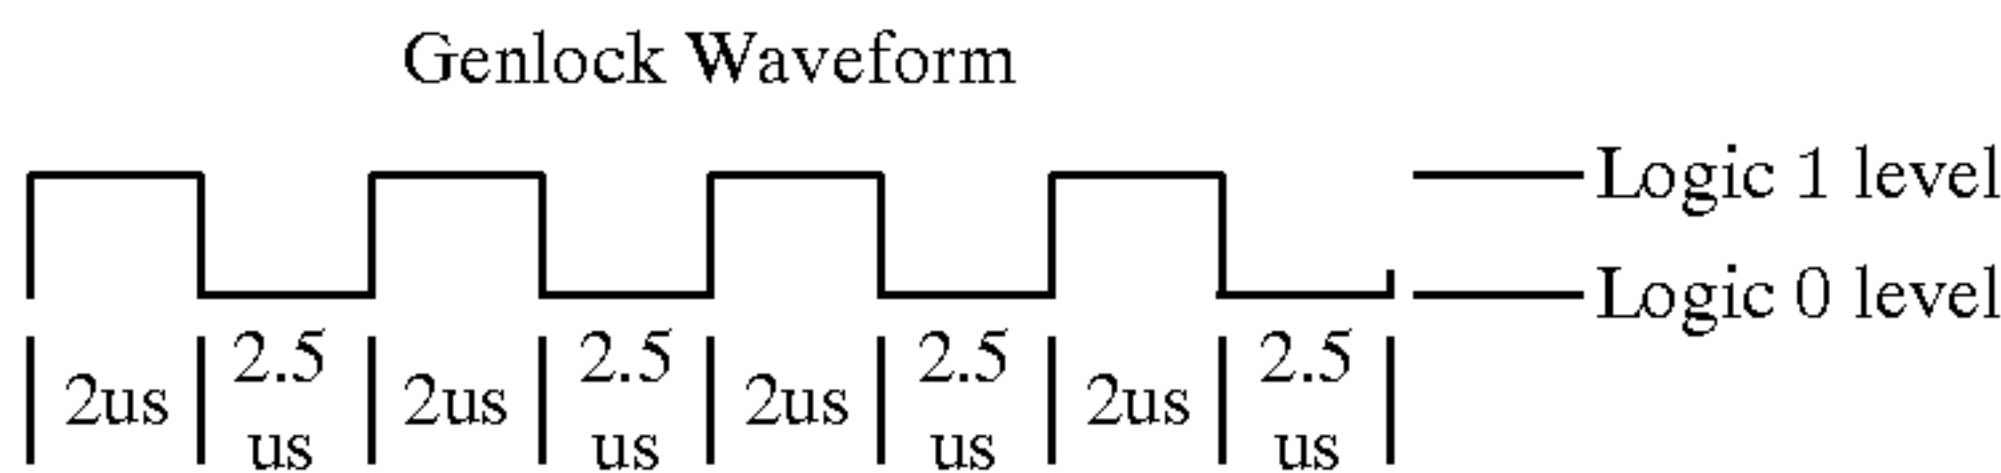 Genlock Waveform
Logic 1 level
Logic 0 level
2us 2.5 us 2us 2.5 us 2us 2.5 us 2us 2.5 us